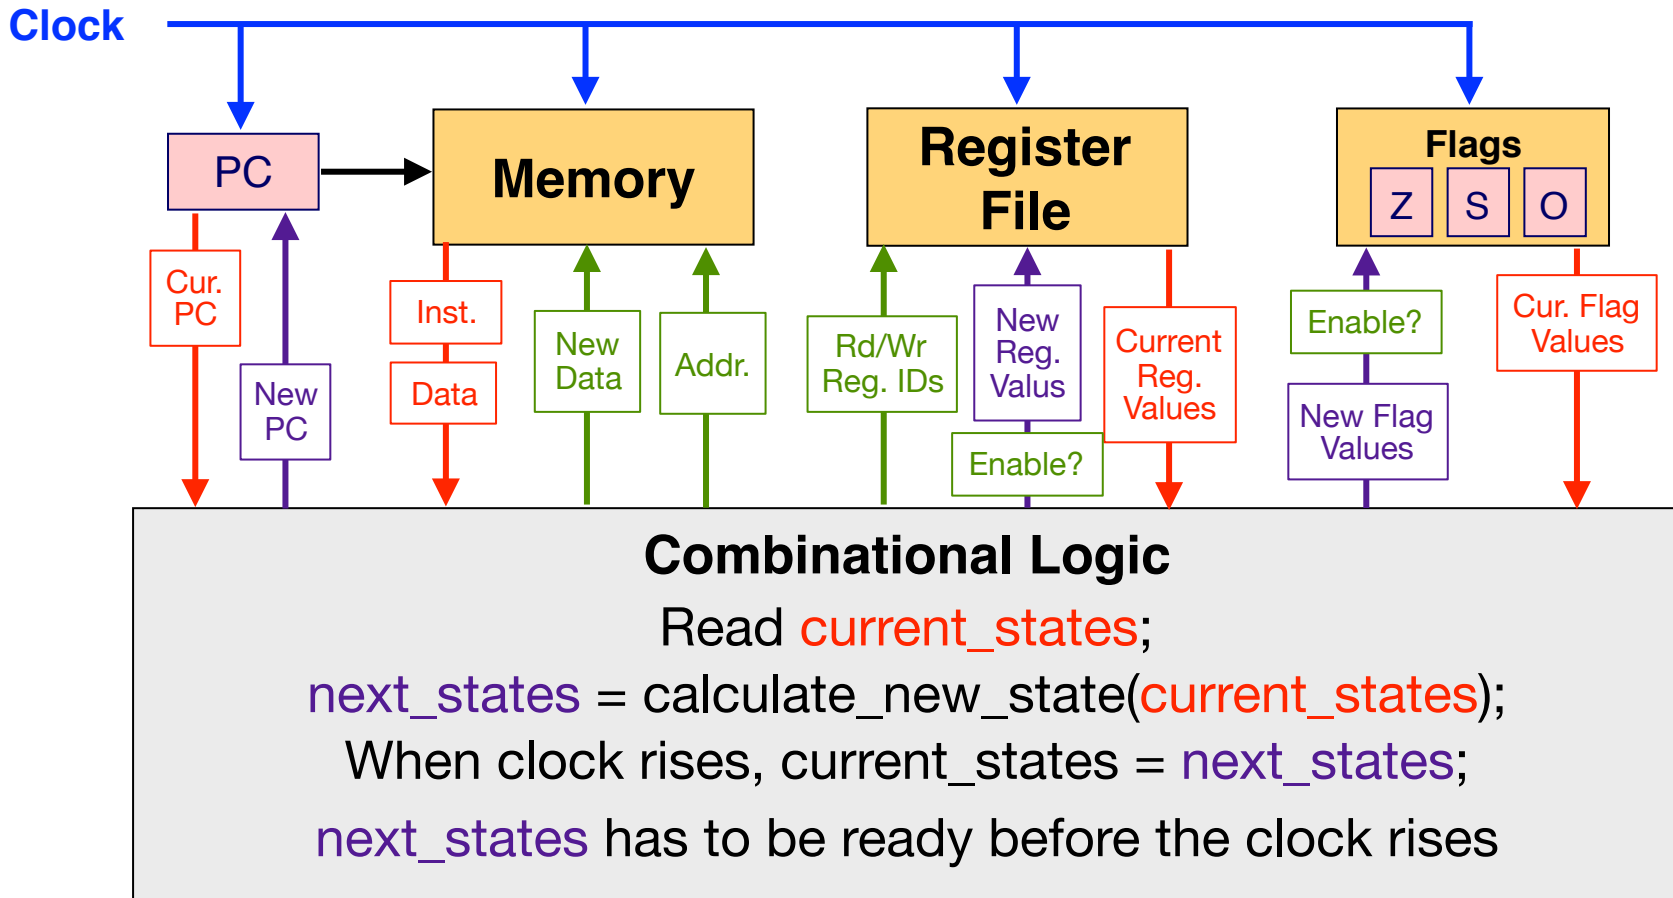 Clock
PC
Memory
Register
File
Flags
Z S O
Cur.
PC
New
PC
Inst.
Data
New
Data
Addr.
Rd/Wr
Reg. IDs
New
Reg.
Valus
Enable?
Current
Reg.
Values
Enable?
New Flag
Values
Cur. Flag
Values
Combinational Logic
Read current_states;
next_states = calculate_new_state(current_states);
When clock rises, current_states = next_states;
next_states has to be ready before the clock rises